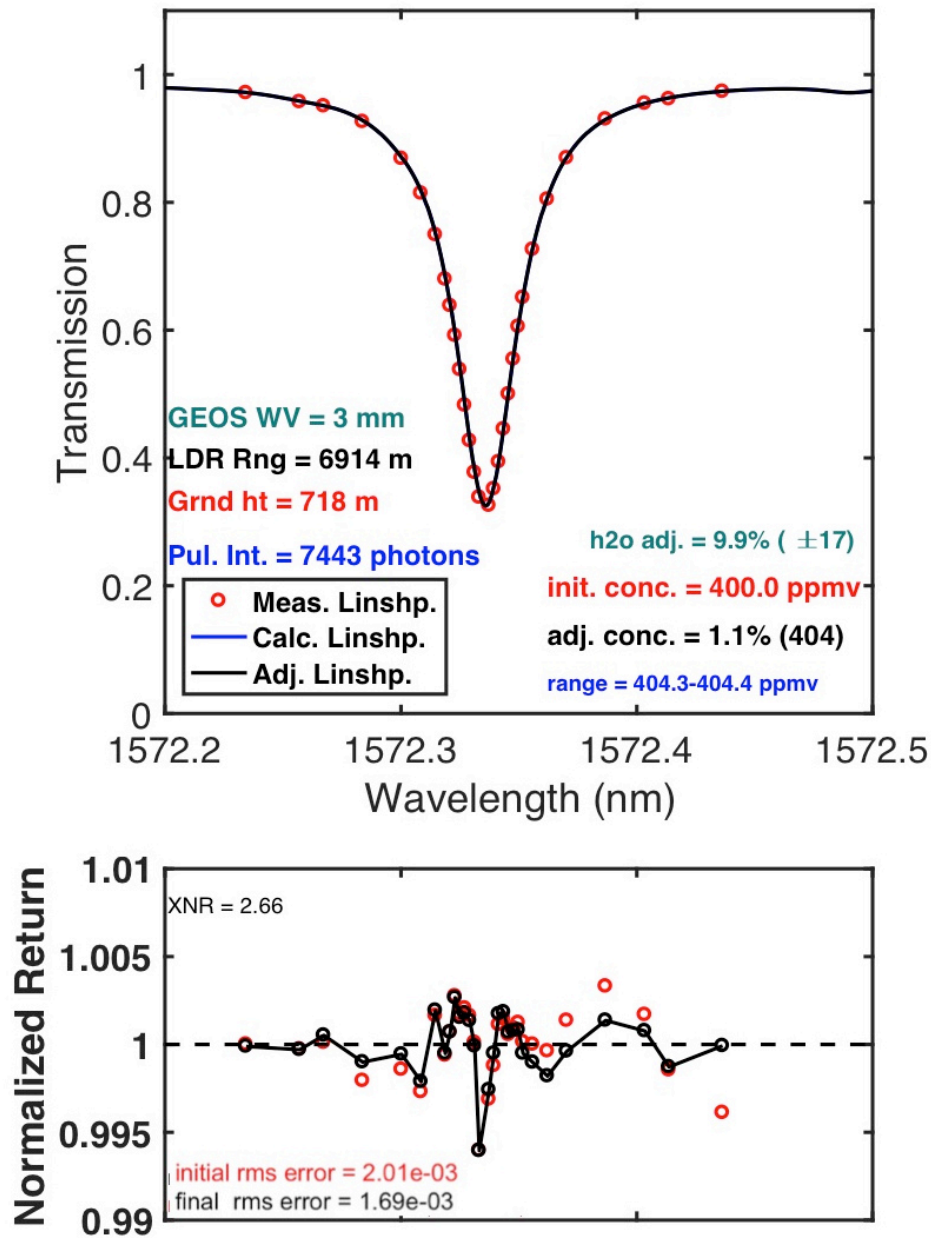 1
0.8
0.6
0.4
0.2
0
Transmission
GEOS WV = 3 mm
LDR Rng = 6914 m
Grnd ht = 718 m
Pul. Int. = 7443 photons
Meas. Linshp.
Calc. Linshp.
Adj. Linshp.
h2o adj. = 9.9% ( ±17)
init. conc. = 400.0 ppmv
adj. conc. = 1.1% (404)
range = 404.3-404.4 ppmv
1572.2 1572.3 1572.4 1572.5
Wavelength (nm)
1.01
1.005
1
0.995
0.99
Normalized Return
XNR = 2.66
initial rms error = 2.01e-03
final rms error = 1.69e-03